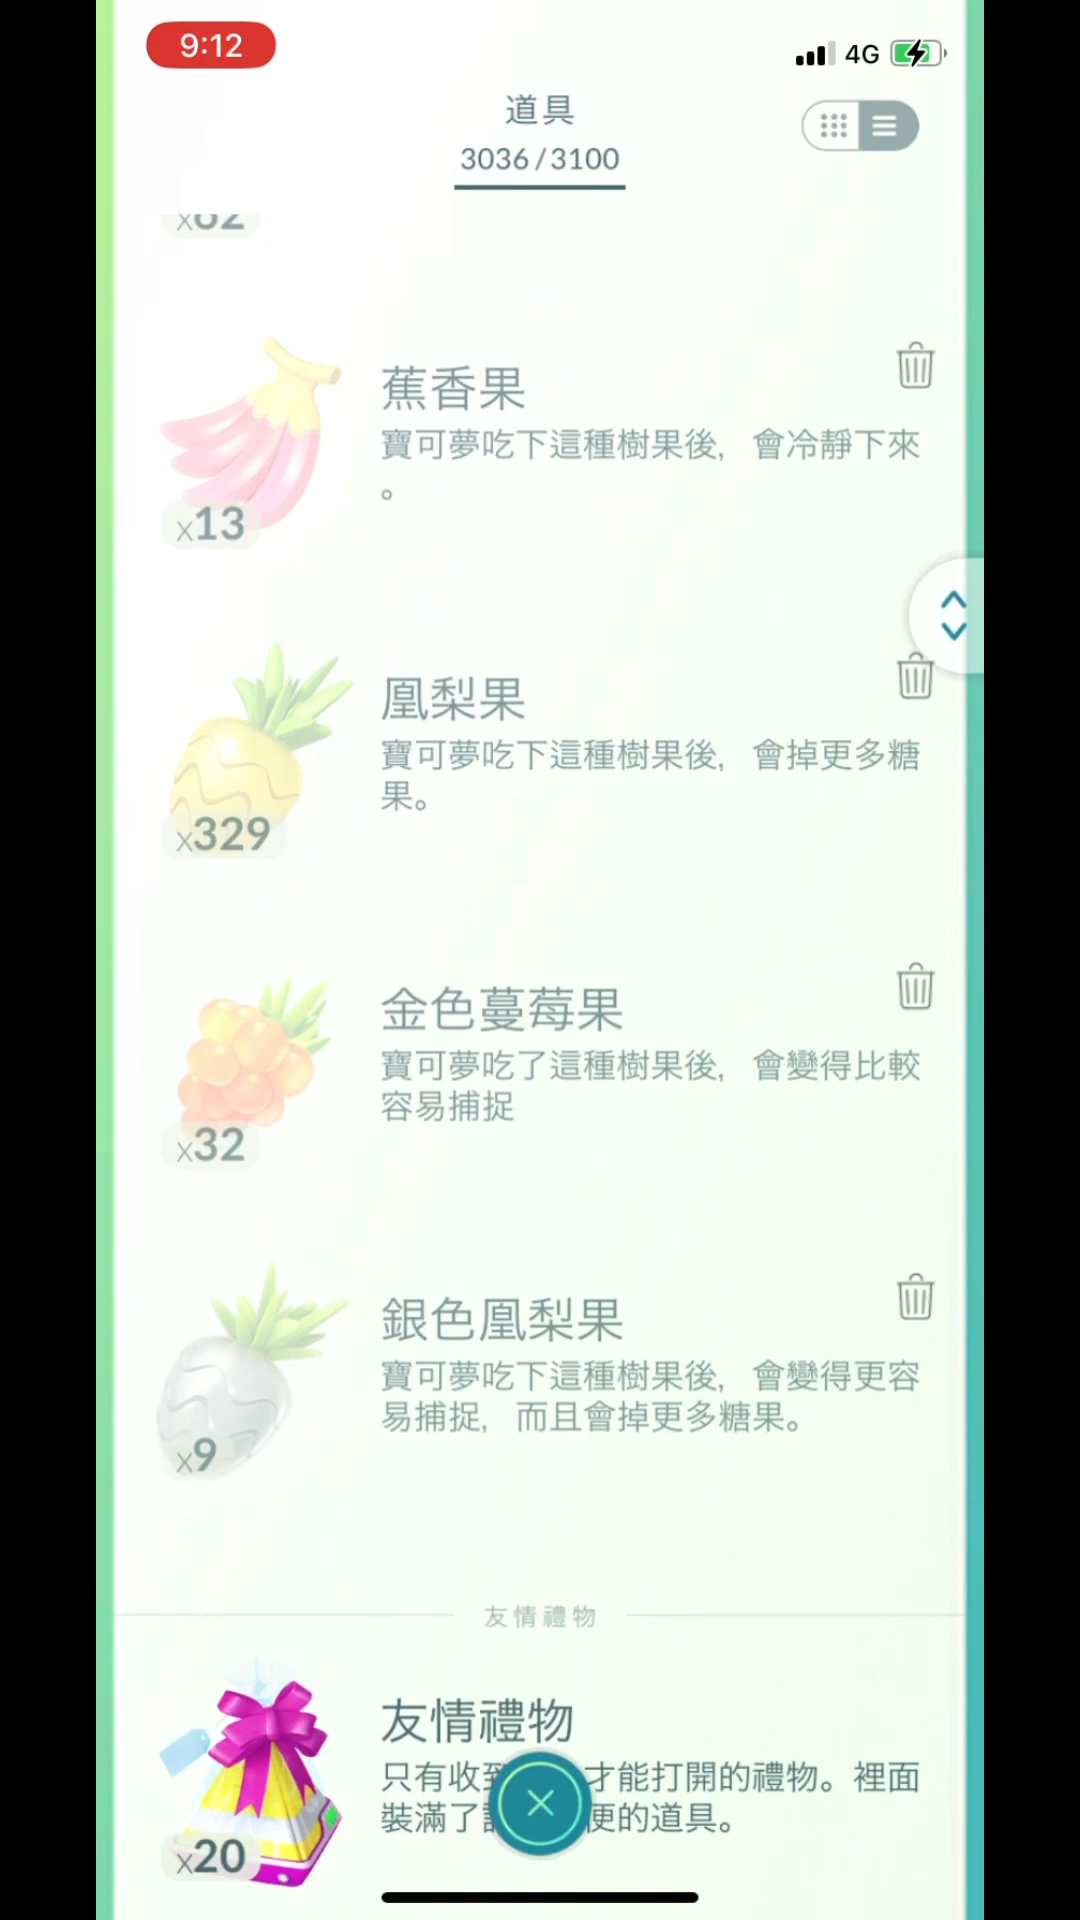 9:12
4G
道具
3036/3100
x62
蕉香果
寶可夢吃下這種樹果後, 會冷靜下來
。
x13
凰梨果
寶可夢吃下這種樹果後, 會掉更多糖
果。
x329
金色蔓莓果
寶可夢吃了這種樹果後, 會變得比較
容易捕捉
x32
銀色凰梨果
寶可夢吃下這種樹果後, 會變得更容
易捕捉, 而且會掉更多糖果。
x9
友情禮物
友情禮物
只有收到 才能打開的禮物。裡面
裝滿了 便的道具。
x20